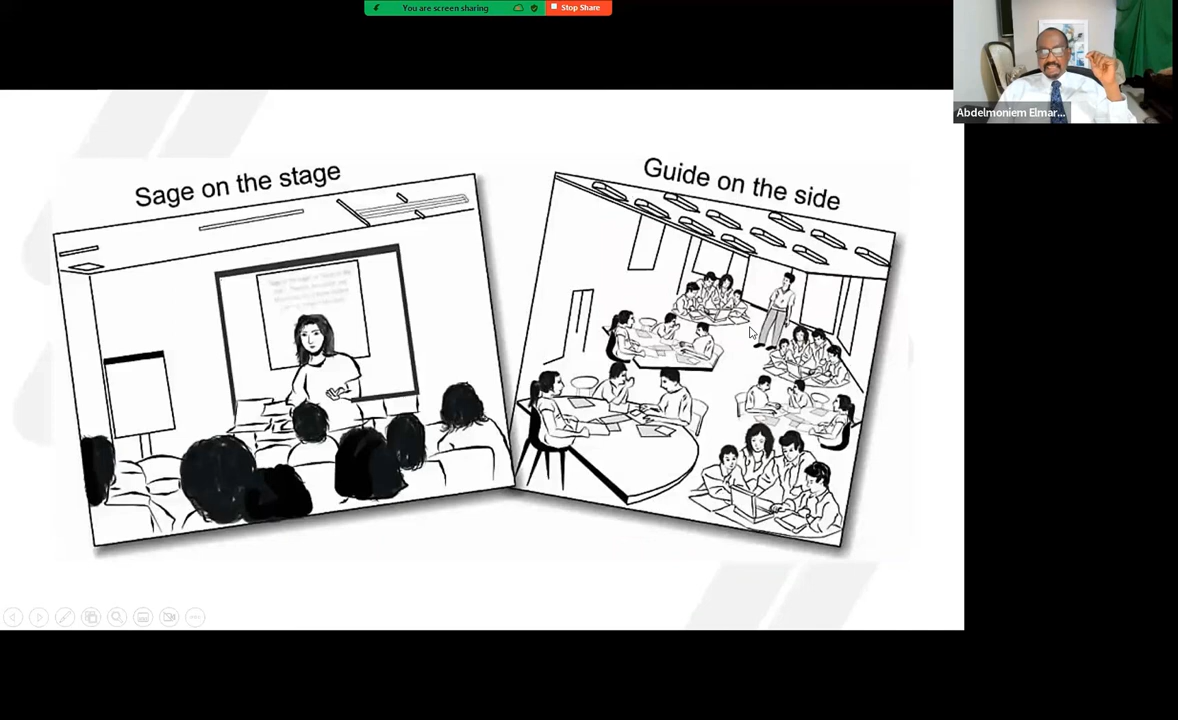 You are screen sharing
Stop Share
Abdelmoniem Elmar...
Sage on the stage
Guide on the side